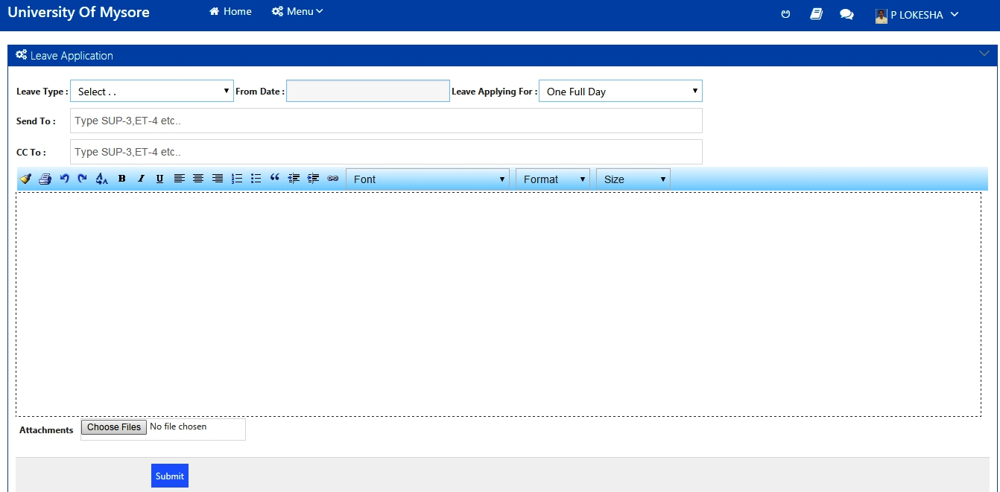 University Of Mysore Home Menu P LOKESHA
Leave Application
Leave Type : Select . . From Date : Leave Applying For : One Full Day
Send To : Type SUP-3,ET-4 etc..
CC To : Type SUP-3,ET-4 etc..
B I U Font Format Size
Attachments Choose Files No file chosen
Submit